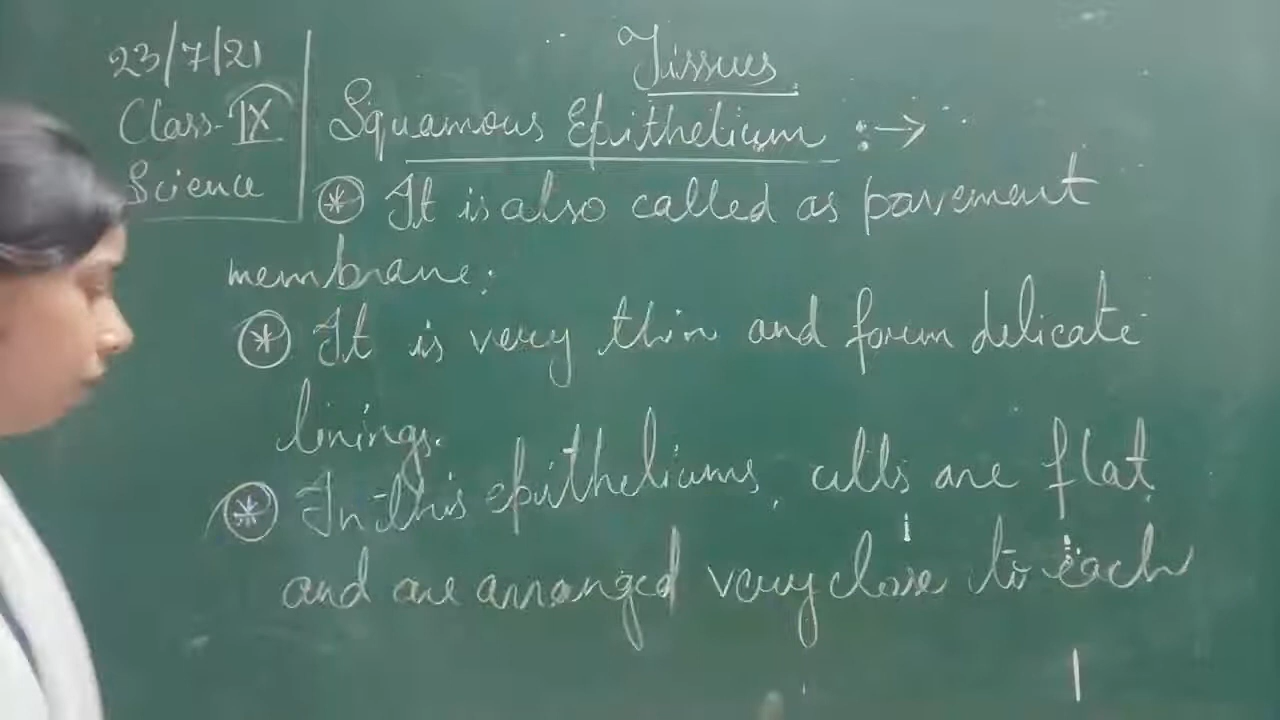 23/7/21
Class-IX
Science
Tissues
Squamous Epithelium :→
* It is also called as pavement
membrane.
* It is very thin and form delicate
linings.
* In this epitheliums, cells are flat
and are arranged very close to each